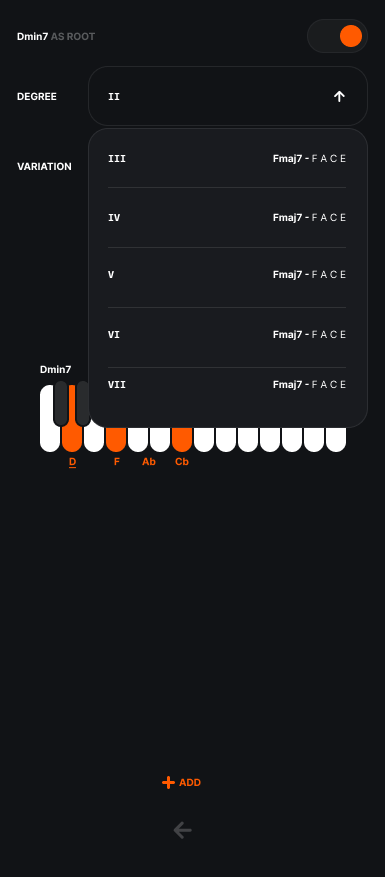 Dmin7 AS ROOT
DEGREE II
III Fmaj7 - F A C E
VARIATION
IV Fmaj7 - F A C E
V Fmaj7 - F A C E
VI Fmaj7 - F A C E
Dmin7
VII Fmaj7 - F A C E
D F Ab Cb
ADD